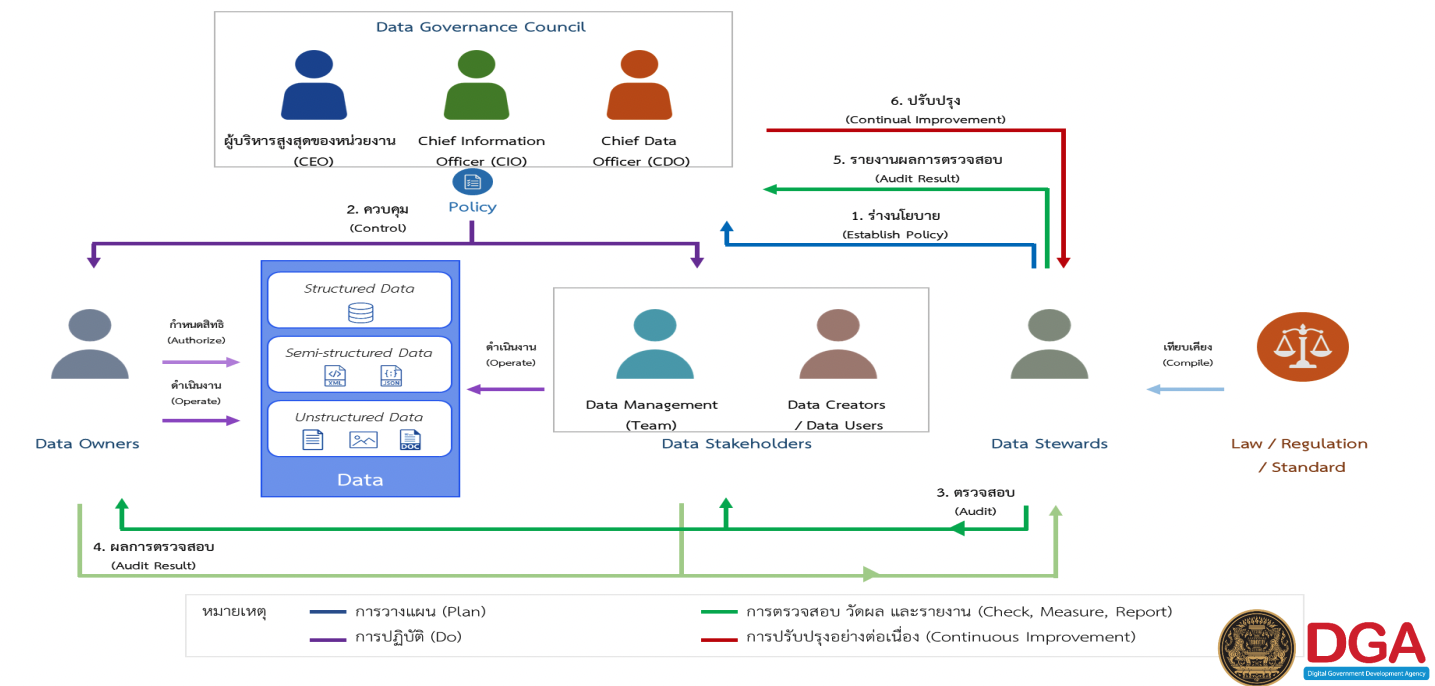 Data Governance Council
ผู้บริหารสูงสุดของหน่วยงาน
(CEO)
Chief Information
Officer (CIO)
Chief Data
Officer (CDO)
Policy
6. ปรับปรุง
(Continual Improvement)
5. รายงานผลการตรวจสอบ
(Audit Result)
1. ร่างนโยบาย
(Establish Policy)
2. ควบคุม
(Control)
Structured Data
Semi-structured Data
XML
JSON
Unstructured Data
DOC
Data
กำหนดสิทธิ
(Authorize)
ดำเนินงาน
(Operate)
Data Owners
ดำเนินงาน
(Operate)
Data Management
(Team)
Data Creators
/ Data Users
Data Stakeholders
Data Stewards
เทียบเคียง
(Compile)
Law / Regulation
/ Standard
3. ตรวจสอบ
(Audit)
4. ผลการตรวจสอบ
(Audit Result)
หมายเหตุ
การวางแผน (Plan)
การปฏิบัติ (Do)
การตรวจสอบ วัดผล และรายงาน (Check, Measure, Report)
การปรับปรุงอย่างต่อเนื่อง (Continuous Improvement)
DGA
Digital Government Development Agency